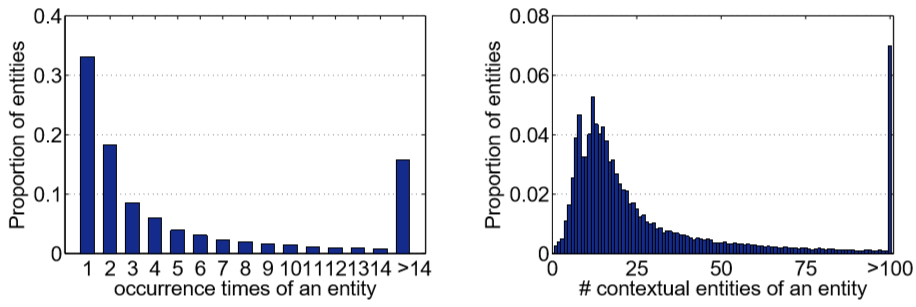 Proportion of entities
0.4
0.3
0.2
0.1
0
1 2 3 4 5 6 7 8 9 10 11 12 13 14 >14
occurrence times of an entity
Proportion of entities
0.08
0.06
0.04
0.02
0
0 25 50 75 >100
# contextual entities of an entity